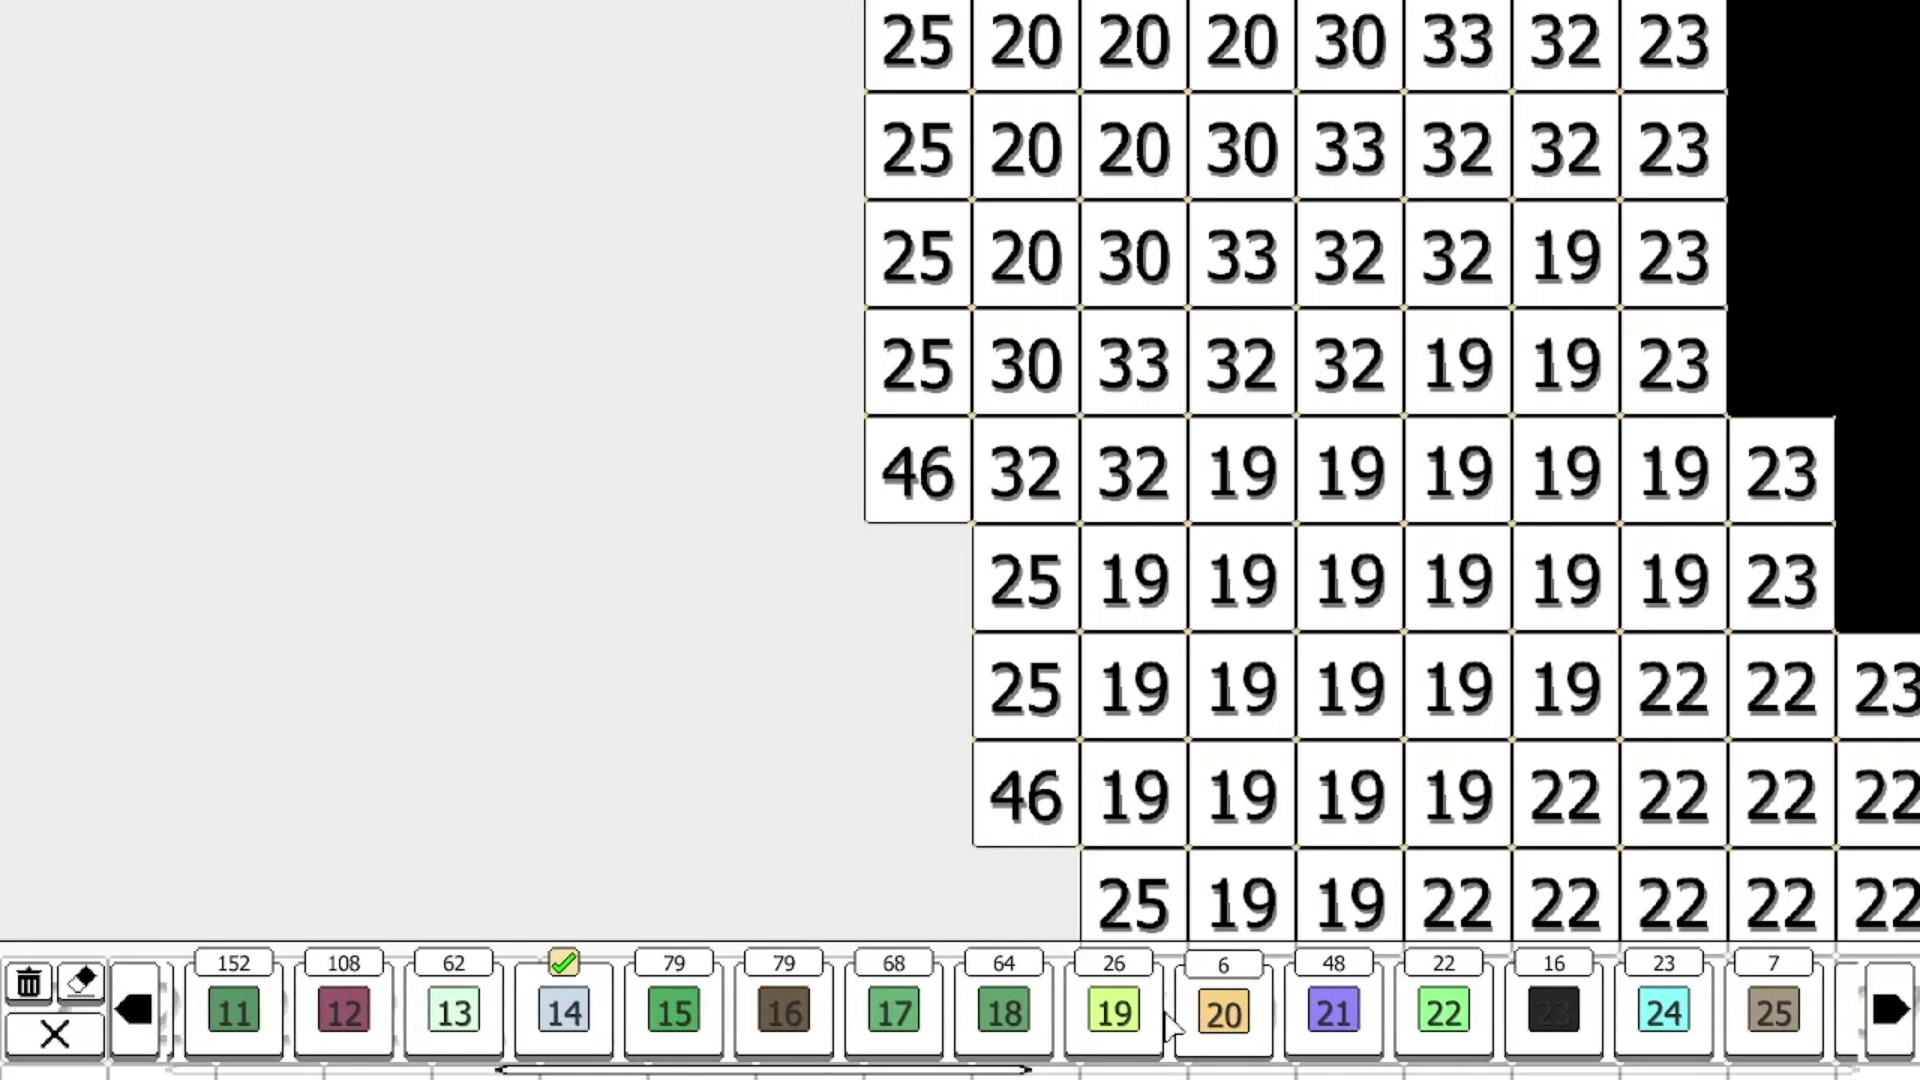 25 20 20 20 30 33 32 23
25 20 20 30 33 32 32 23
25 20 30 33 32 32 19 23
25 30 33 32 32 19 19 23
46 32 32 19 19 19 19 19 23
25 19 19 19 19 19 19 23
25 19 19 19 19 19 22 22 23
46 19 19 19 19 22 22 22 22
25 19 19 22 22 22 22 22
152 108 62 79 79 68 64 26 6 48 22 16 23 7
11 12 13 14 15 16 17 18 19 20 21 22 23 24 25